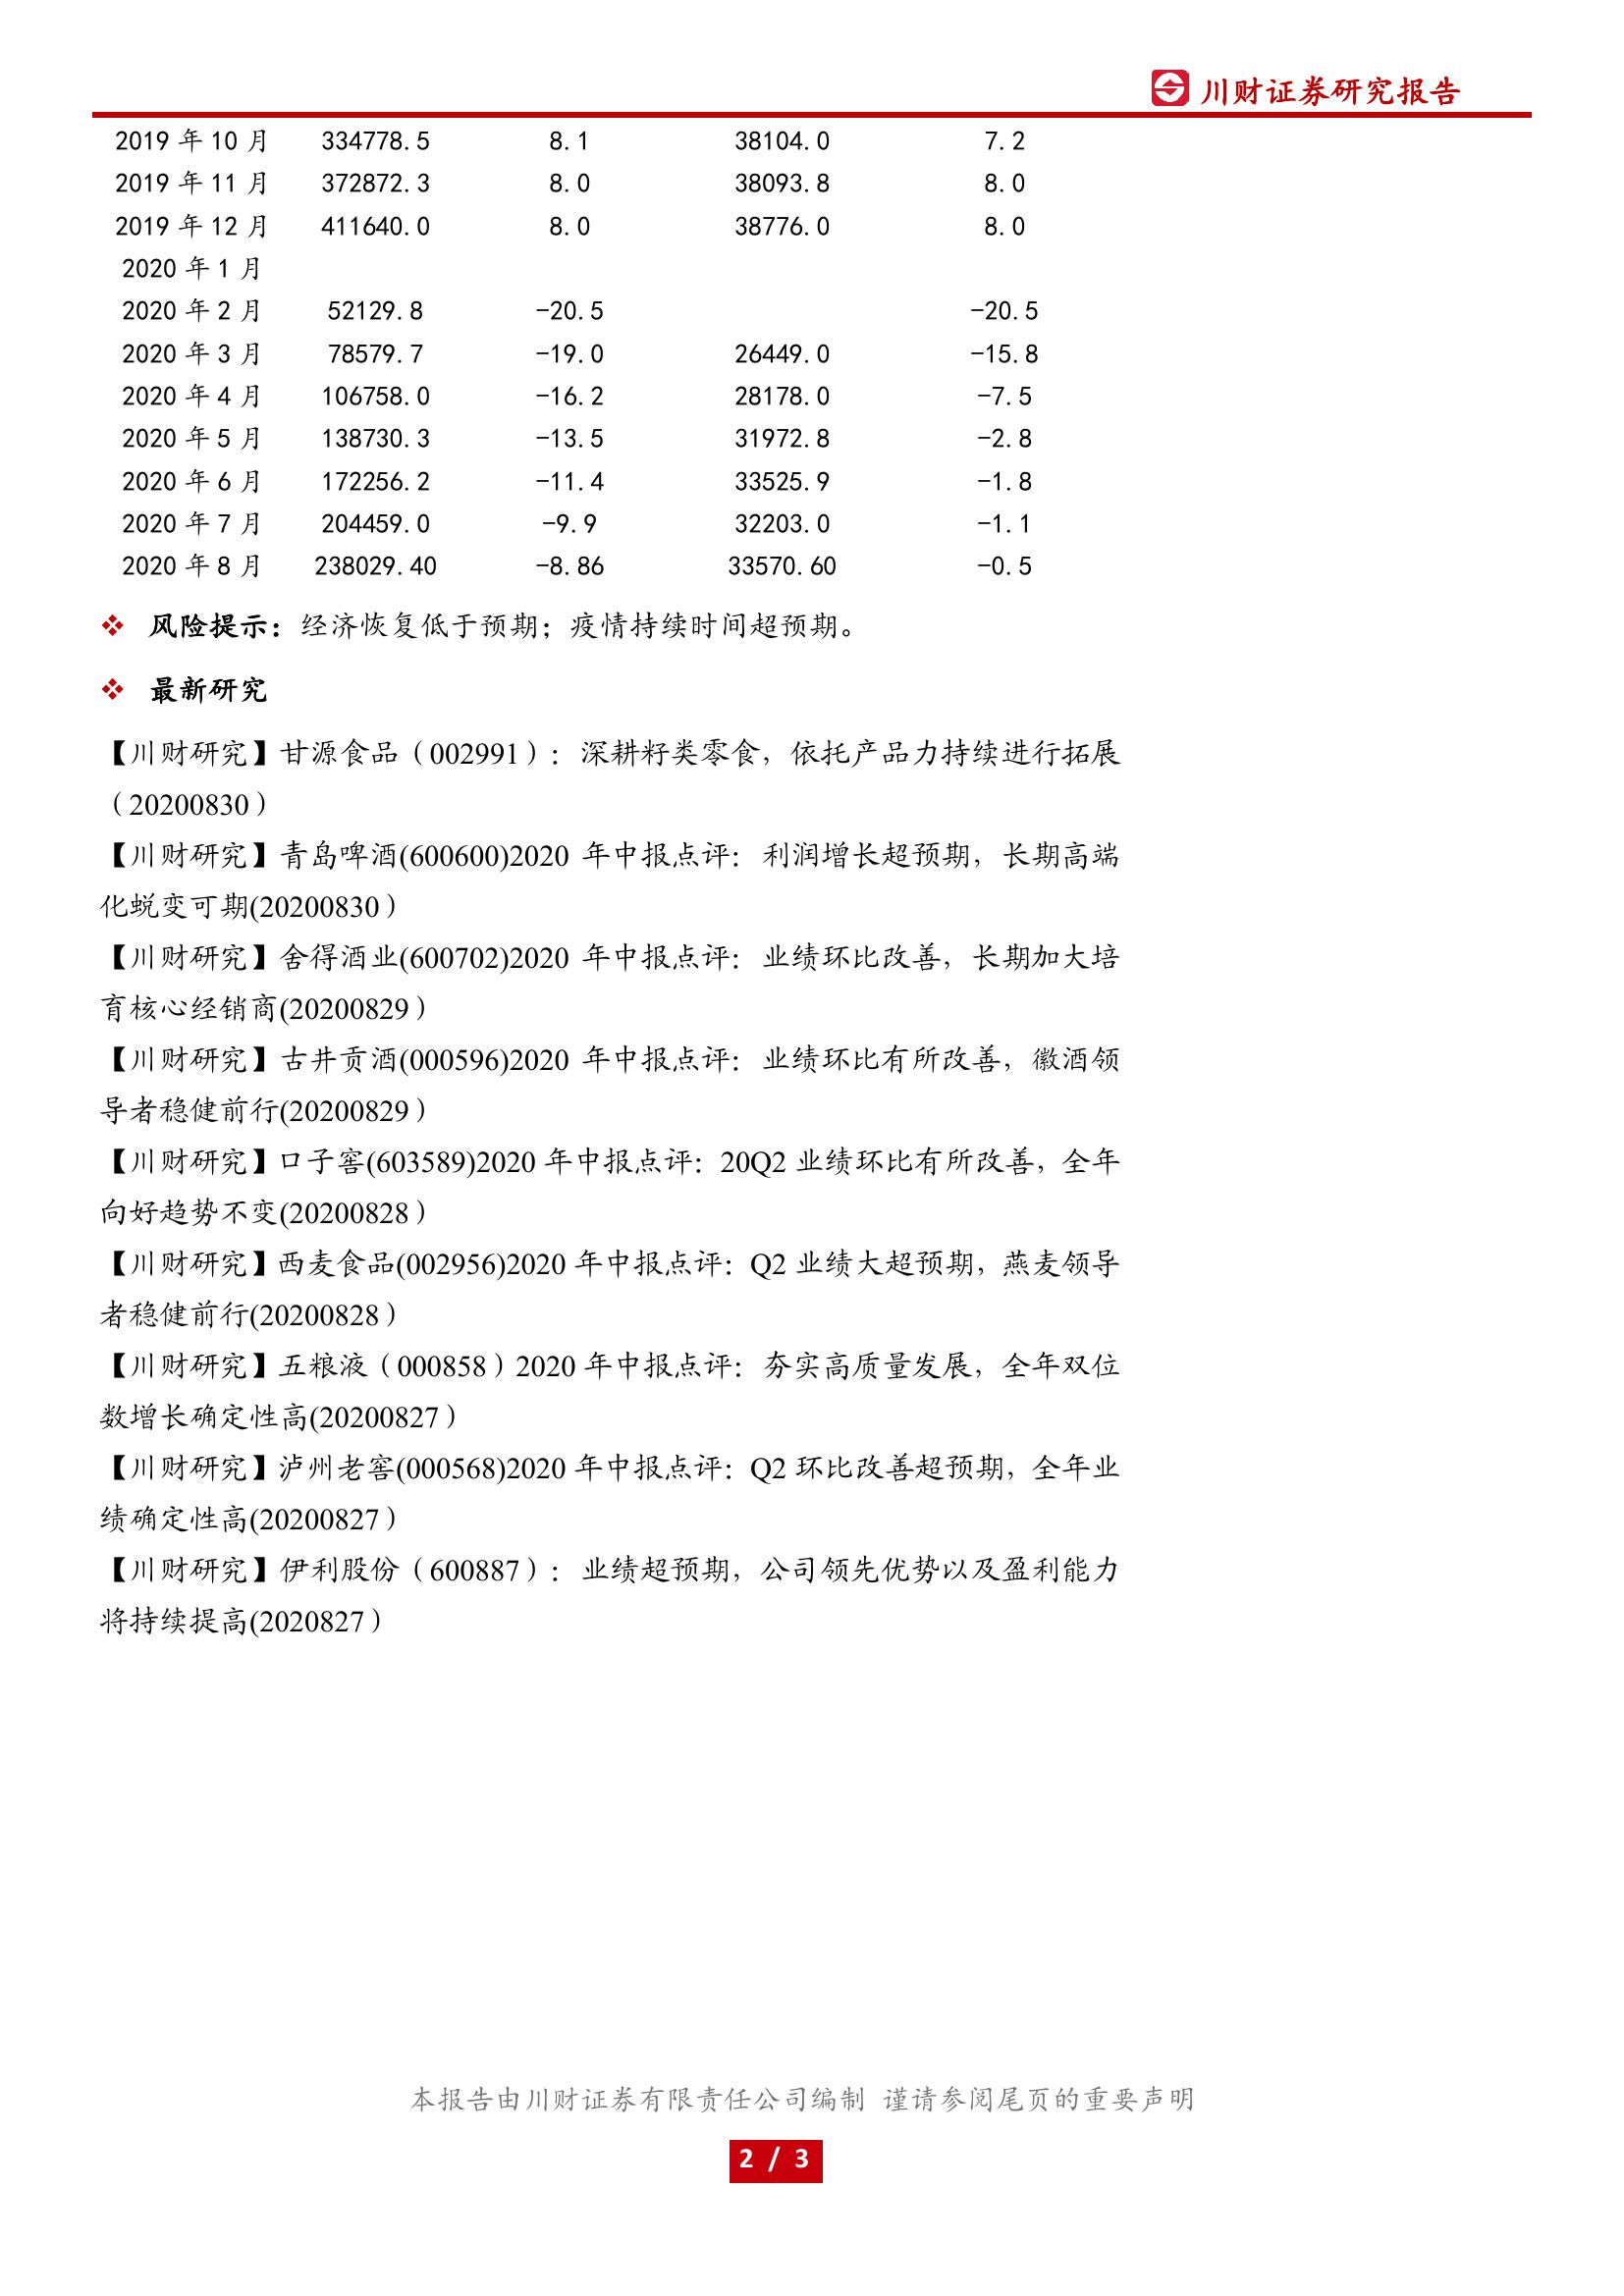 川财证券研究报告
2019 年 10 月 334778.5 8.1 38104.0 7.2
2019 年 11 月 372872.3 8.0 38093.8 8.0
2019 年 12 月 411640.0 8.0 38776.0 8.0
2020 年 1 月
2020 年 2 月 52129.8 -20.5 -20.5
2020 年 3 月 78579.7 -19.0 26449.0 -15.8
2020 年 4 月 106758.0 -16.2 28178.0 -7.5
2020 年 5 月 138730.3 -13.5 31972.8 -2.8
2020 年 6 月 172256.2 -11.4 33525.9 -1.8
2020 年 7 月 204459.0 -9.9 32203.0 -1.1
2020 年 8 月 238029.40 -8.86 33570.60 -0.5
❖ 风险提示：经济恢复低于预期；疫情持续时间超预期。
❖ 最新研究
【川财研究】甘源食品（002991）：深耕籽类零食，依托产品力持续进行拓展
（20200830）
【川财研究】青岛啤酒(600600)2020 年中报点评：利润增长超预期，长期高端
化蜕变可期(20200830）
【川财研究】舍得酒业(600702)2020 年中报点评：业绩环比改善，长期加大培
育核心经销商(20200829）
【川财研究】古井贡酒(000596)2020 年中报点评：业绩环比有所改善，徽酒领
导者稳健前行(20200829）
【川财研究】口子窖(603589)2020 年中报点评：20Q2 业绩环比有所改善，全年
向好趋势不变(20200828）
【川财研究】西麦食品(002956)2020 年中报点评：Q2 业绩大超预期，燕麦领导
者稳健前行(20200828）
【川财研究】五粮液（000858）2020 年中报点评：夯实高质量发展，全年双位
数增长确定性高(20200827）
【川财研究】泸州老窖(000568)2020 年中报点评：Q2 环比改善超预期，全年业
绩确定性高(20200827）
【川财研究】伊利股份（600887）：业绩超预期，公司领先优势以及盈利能力
将持续提高(2020827）
本报告由川财证券有限责任公司编制 谨请参阅尾页的重要声明
2 / 3